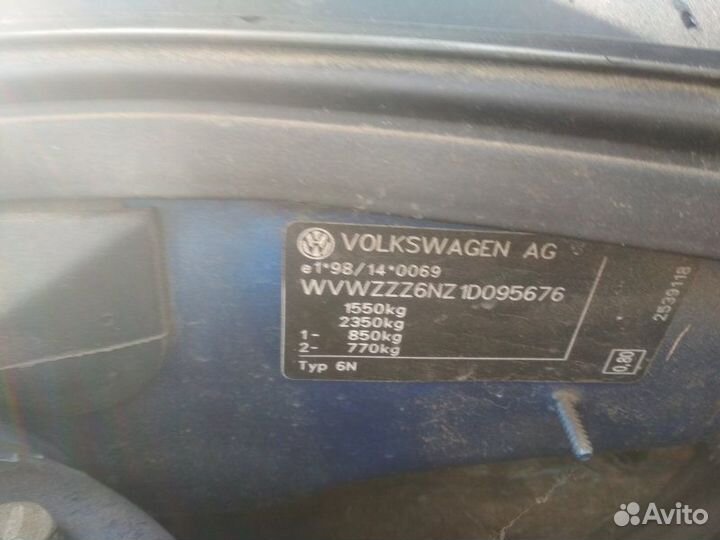 VOLKSWAGEN AG
e1*98/14*0069
WVWZZZ6NZ1D095676
1550kg
2350kg
1- 850kg
2- 770kg
Typ 6N
0,80
2539118
Avito